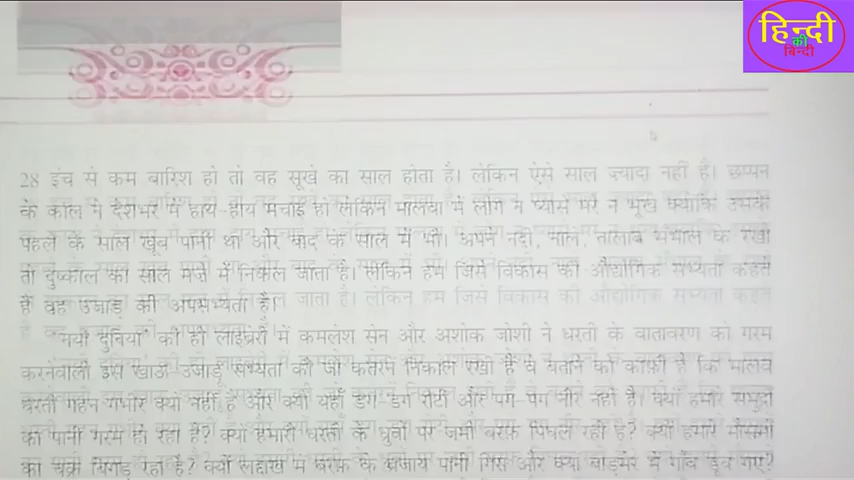 हिन्दी
की
बिन्दी
28 इंच से कम बारिश हो तो वह सूखे का साल होता है। लेकिन ऐसे साल ज़्यादा नहीं हैं। छप्पन
के काल ने देशभर में हाय-हाय मचाई हो लेकिन मालवा में लोग न प्यासे मरे न भूखे क्योंकि उसके
पहले के साल खूब पानी था और बाद के साल में भी। अपने नदी, नाले, तालाब संभाल के रखो
तो दुष्काल का साल मज़े में निकल जाता है। लेकिन हम जिसे विकास की औद्योगिक सभ्यता कहते
हैं वह उजाड़ की अपसभ्यता है।
'नयी दुनिया' की ही लाईब्रेरी में कमलेश सेन और अशोक जोशी ने धरती के वातावरण को गरम
करनेवाली इस खाऊ-उजाड़ू सभ्यता की जो कतरनें निकाल रखी हैं वे बताने को काफ़ी हैं कि मालव
धरती गहन गंभीर क्यों नहीं है और क्यों यहाँ डग-डग रोटी और पग-पग नीर नहीं है। क्यों हमारे समुद्रों
का पानी गरम हो रहा है? क्यों हमारी धरती के ध्रुवों पर जमी बरफ़ पिघल रही है? क्यों हमारे मौसमों
का चक्र बिगड़ रहा है? क्यों लद्दाख में बरफ़ के बजाय पानी गिरा और क्यों बाड़मेर में गाँव डूब गए?